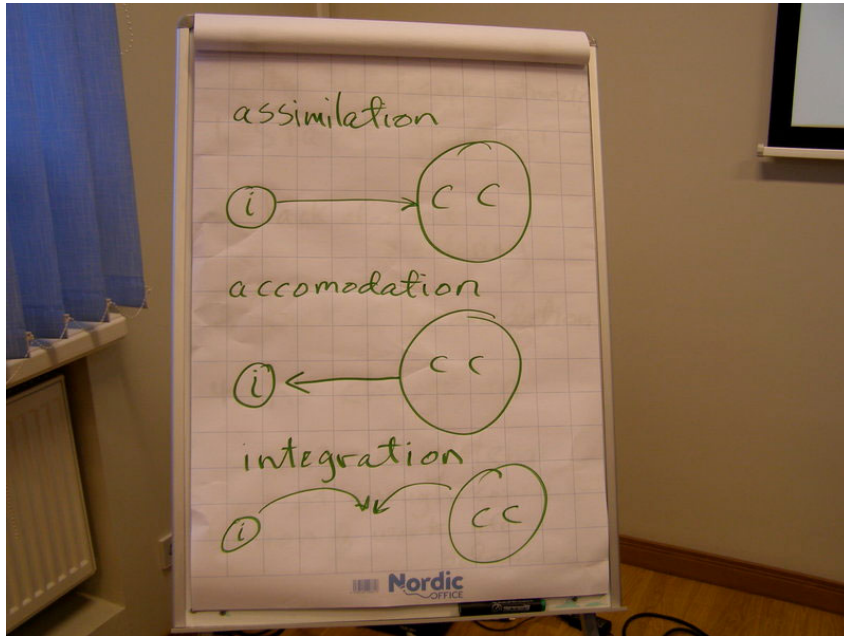 assimilation
i C C
accomodation
i C C
integration
i C C
Nordic
OFFICE